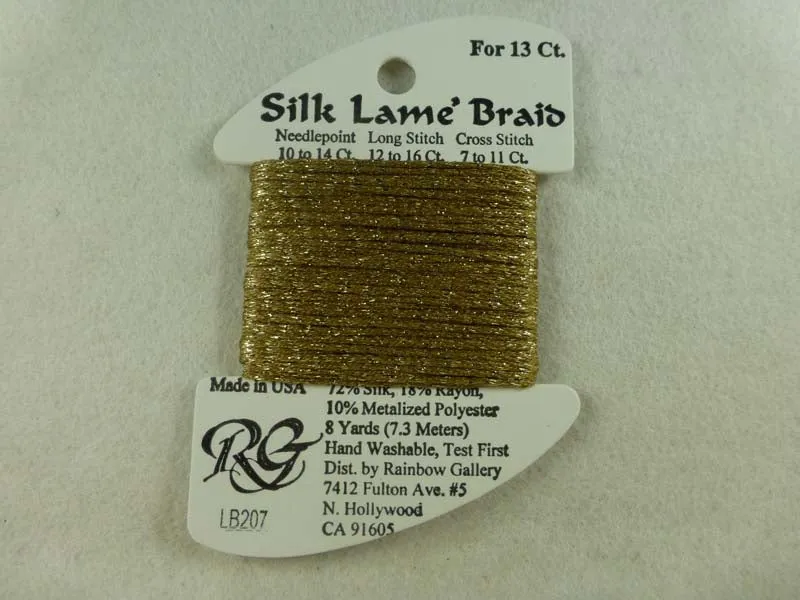 For 13 Ct.
Silk Lame' Braid
Needlepoint Long Stitch Cross Stitch
10 to 14 Ct. 12 to 16 Ct. 7 to 11 Ct.
Made in USA
72% Silk, 18% Rayon,
10% Metalized Polyester
8 Yards (7.3 Meters)
Hand Washable, Test First
Dist. by Rainbow Gallery
7412 Fulton Ave. #5
N. Hollywood
CA 91605
RG
LB207